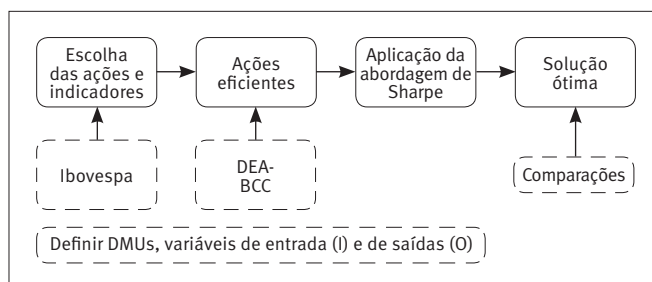 Escolha
das ações e
indicadores
Ações
eficientes
Aplicação da
abordagem de
Sharpe
Solução
ótima
Ibovespa
DEA-
BCC
Comparações
Definir DMUs, variáveis de entrada (I) e de saídas (O)